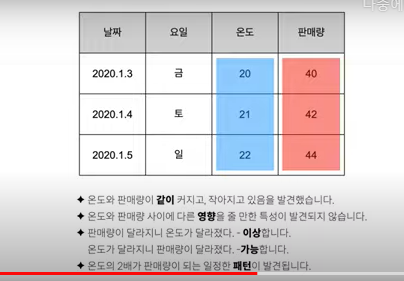 나중에
날짜 요일 온도 판매량
2020.1.3 금 20 40
2020.1.4 토 21 42
2020.1.5 일 22 44
✦ 온도와 판매량이 같이 커지고, 작아지고 있음을 발견했습니다.
✦ 온도와 판매량 사이에 다른 영향을 줄 만한 특성이 발견되지 않습니다.
✦ 판매량이 달라지니 온도가 달라졌다. - 이상합니다.
온도가 달라지니 판매량이 달라졌다. -가능합니다.
✦ 온도의 2배가 판매량이 되는 일정한 패턴이 발견됩니다.